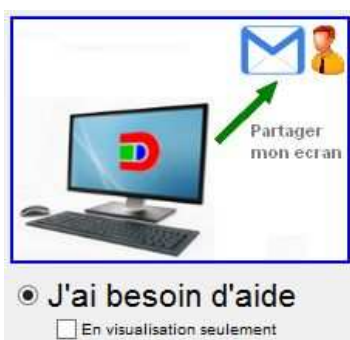 Partager
mon ecran
J'ai besoin d'aide
En visualisation seulement